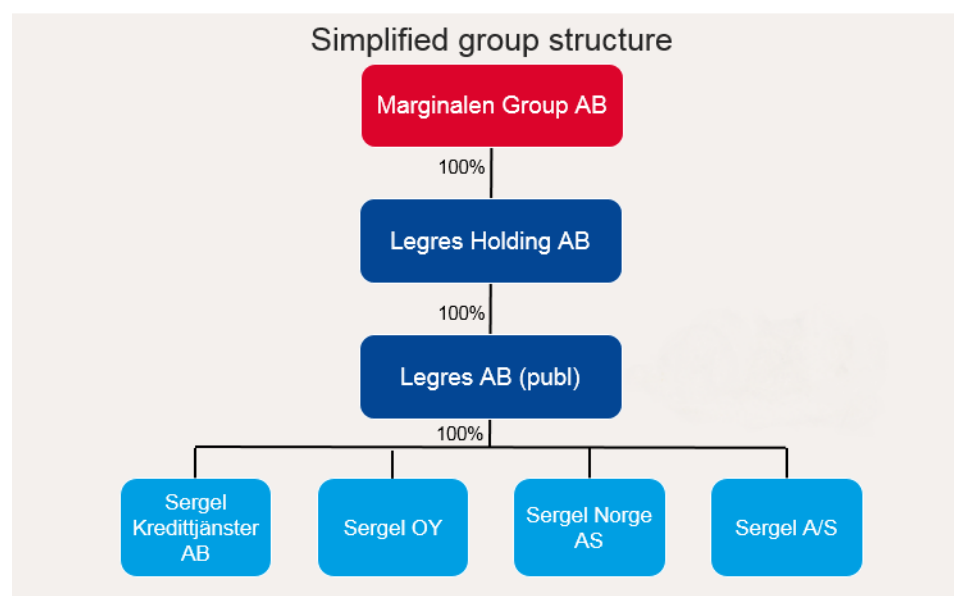 Simplified group structure
Marginalen Group AB
100%
Legres Holding AB
100%
Legres AB (publ)
100%
Sergel
Kredittjänster
AB
Sergel OY
Sergel Norge
AS
Sergel A/S